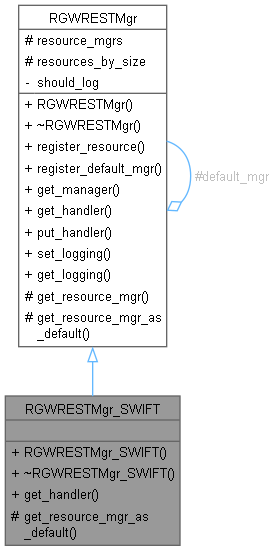 RGWRESTMgr
# resource_mgrs
# resources_by_size
- should_log
+ RGWRESTMgr()
+ ~RGWRESTMgr()
+ register_resource()
+ register_default_mgr()
+ get_manager()
+ get_handler()
+ put_handler()
+ set_logging()
+ get_logging()
# get_resource_mgr()
# get_resource_mgr_as
_default()
#default_mgr
RGWRESTMgr_SWIFT
+ RGWRESTMgr_SWIFT()
+ ~RGWRESTMgr_SWIFT()
+ get_handler()
# get_resource_mgr_as
_default()